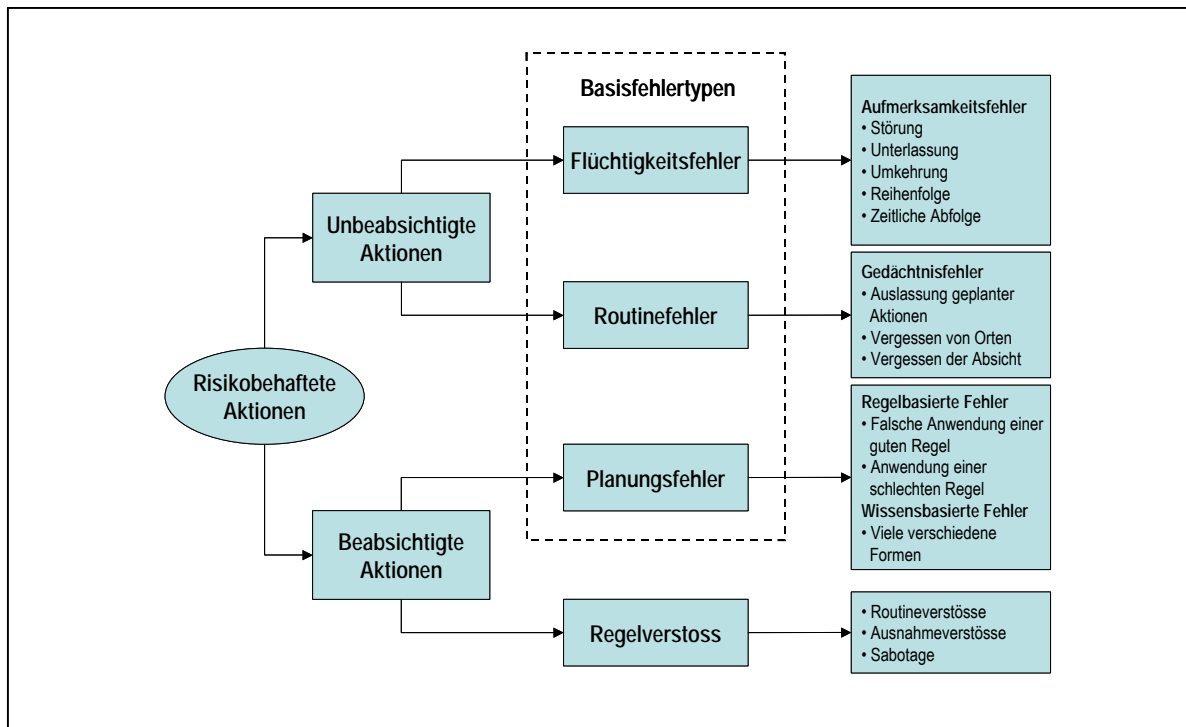 Basisfehlertypen
Risikobehaftete
Aktionen
Unbeabsichtigte
Aktionen
Flüchtigkeitsfehler
Aufmerksamkeitsfehler
• Störung
• Unterlassung
• Umkehrung
• Reihenfolge
• Zeitliche Abfolge
Routinefehler
Gedächtnisfehler
• Auslassung geplanter
Aktionen
• Vergessen von Orten
• Vergessen der Absicht
Beabsichtigte
Aktionen
Planungsfehler
Regelbasierte Fehler
• Falsche Anwendung einer
guten Regel
• Anwendung einer
schlechten Regel
Wissensbasierte Fehler
• Viele verschiedene
Formen
Regelverstoss
• Routineverstösse
• Ausnahmeverstösse
• Sabotage